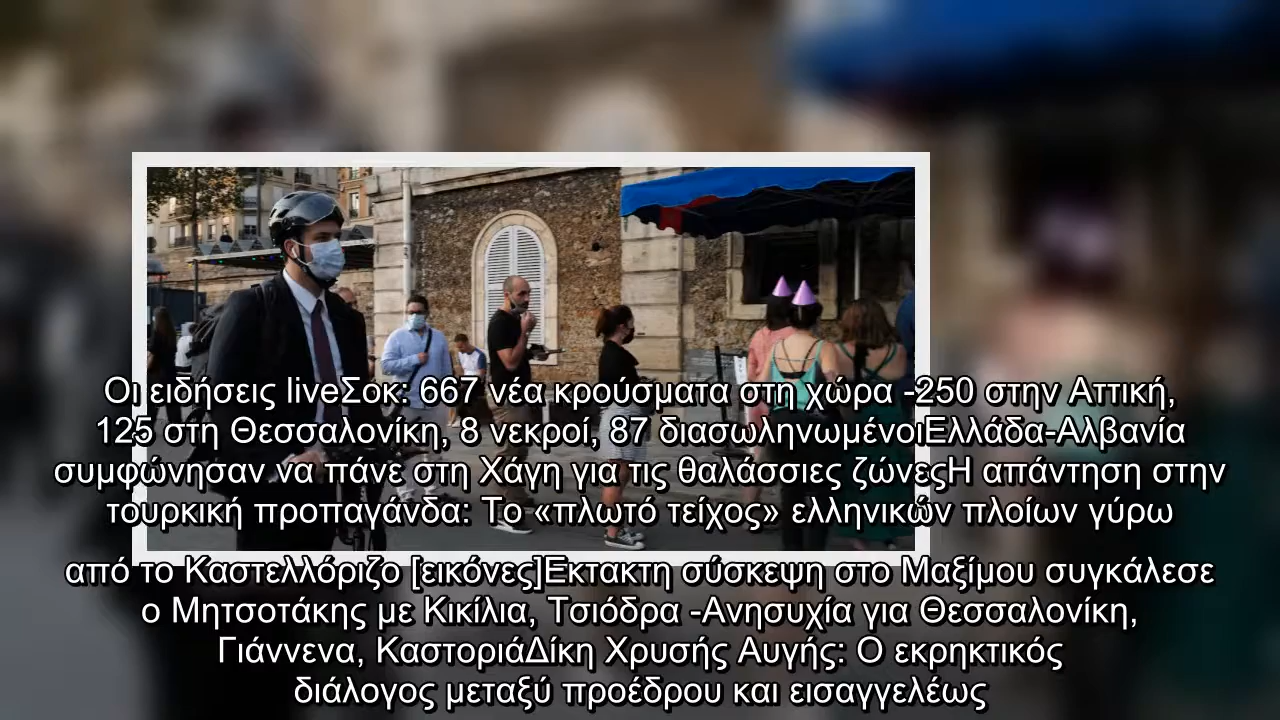 Οι ειδήσεις liveΣοκ: 667 νέα κρούσματα στη χώρα -250 στην Αττική,
125 στη Θεσσαλονίκη, 8 νεκροί, 87 διασωληνωμένοιΕλλάδα-Αλβανία
συμφώνησαν να πάνε στη Χάγη για τις θαλάσσιες ζώνεςΗ απάντηση στην
τουρκική προπαγάνδα: Το «πλωτό τείχος» ελληνικών πλοίων γύρω
από το Καστελλόριζο [εικόνες]Εκτακτη σύσκεψη στο Μαξίμου συγκάλεσε
ο Μητσοτάκης με Κικίλια, Τσιόδρα -Ανησυχία για Θεσσαλονίκη,
Γιάννενα, ΚαστοριάΔίκη Χρυσής Αυγής: Ο εκρηκτικός
διάλογος μεταξύ προέδρου και εισαγγελέως